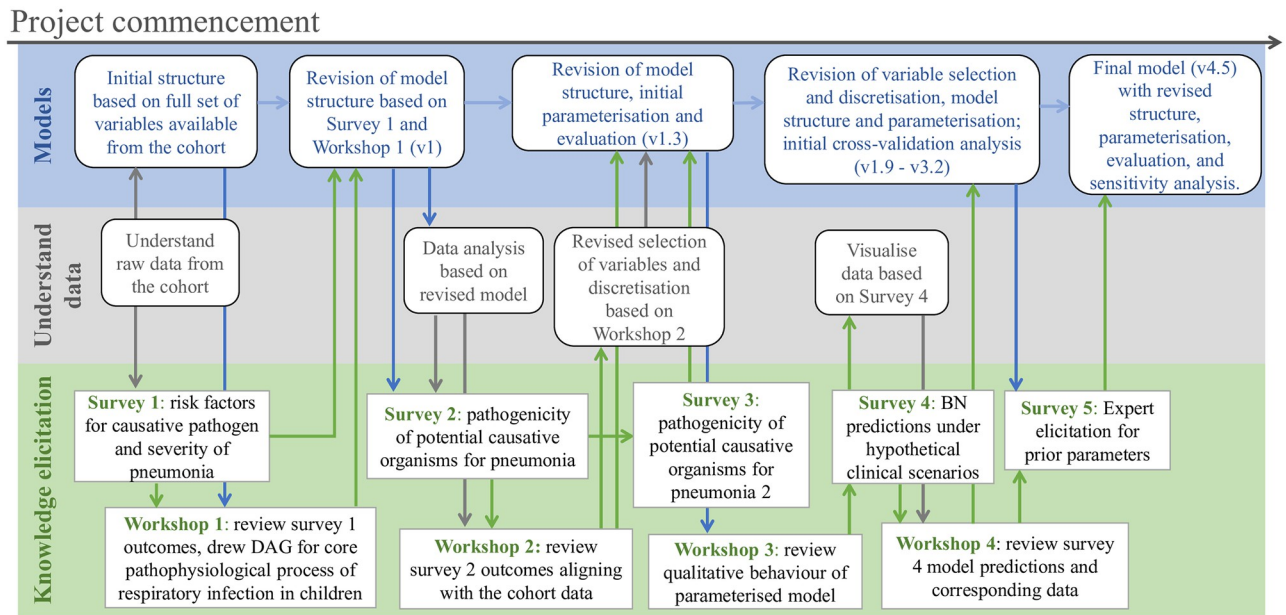 Project commencement
Models
Initial structure
based on full set of
variables available
from the cohort
Revision of model
structure based on
Survey 1 and
Workshop 1 (v1)
Revision of model
structure, initial
parameterisation and
evaluation (v1.3)
Revision of variable selection
and discretisation, model
structure and parameterisation;
initial cross-validation analysis
(v1.9 - v3.2)
Final model (v4.5)
with revised
structure,
parameterisation,
evaluation, and
sensitivity analysis.
Understand
data
Understand
raw data from
the cohort
Data analysis
based on
revised model
Revised selection
of variables and
discretisation
based on
Workshop 2
Visualise
data based
on Survey 4
Knowledge elicitation
Survey 1: risk factors
for causative pathogen
and severity of
pneumonia
Survey 2: pathogenicity
of potential causative
organisms for pneumonia
Survey 3:
pathogenicity of
potential causative
organisms for
pneumonia 2
Survey 4: BN
predictions under
hypothetical
clinical scenarios
Survey 5: Expert
elicitation for
prior parameters
Workshop 1: review survey 1
outcomes, drew DAG for core
pathophysiological process of
respiratory infection in children
Workshop 2: review
survey 2 outcomes aligning
with the cohort data
Workshop 3: review
qualitative behaviour of
parameterised model
Workshop 4: review survey
4 model predictions and
corresponding data